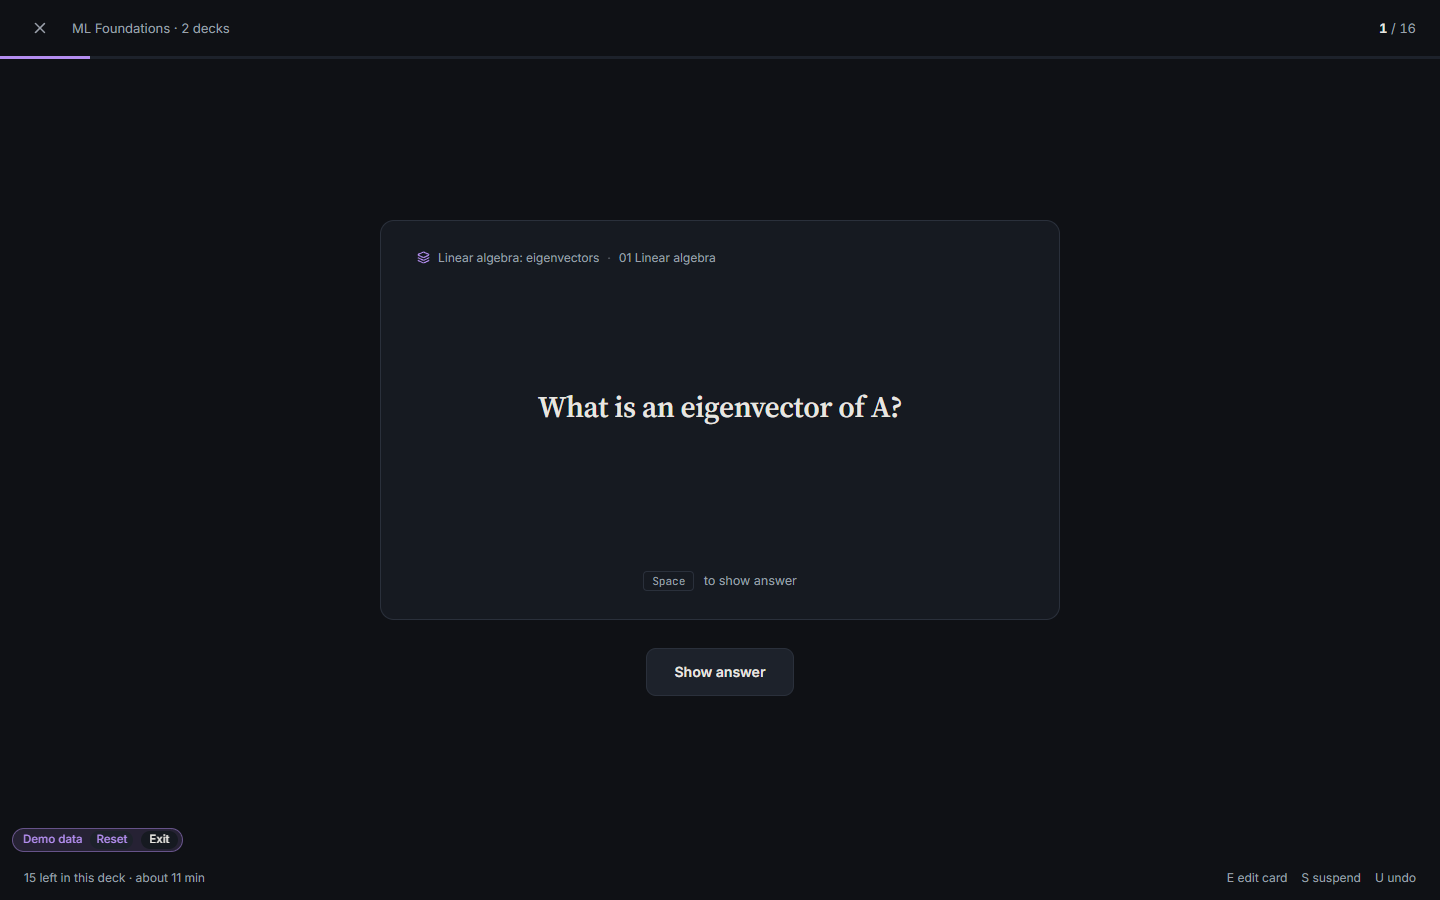 ML Foundations · 2 decks
1 / 16
Linear algebra: eigenvectors · 01 Linear algebra
What is an eigenvector of A?
Space to show answer
Show answer
Demo data Reset Exit
15 left in this deck · about 11 min
E edit card S suspend U undo